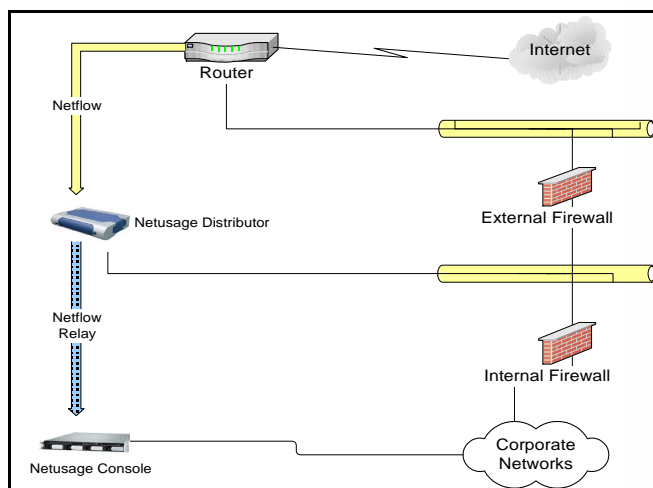 Internet
Router
Netflow
External Firewall
Netusage Distributor
Netflow
Relay
Internal Firewall
Corporate
Networks
Netusage Console